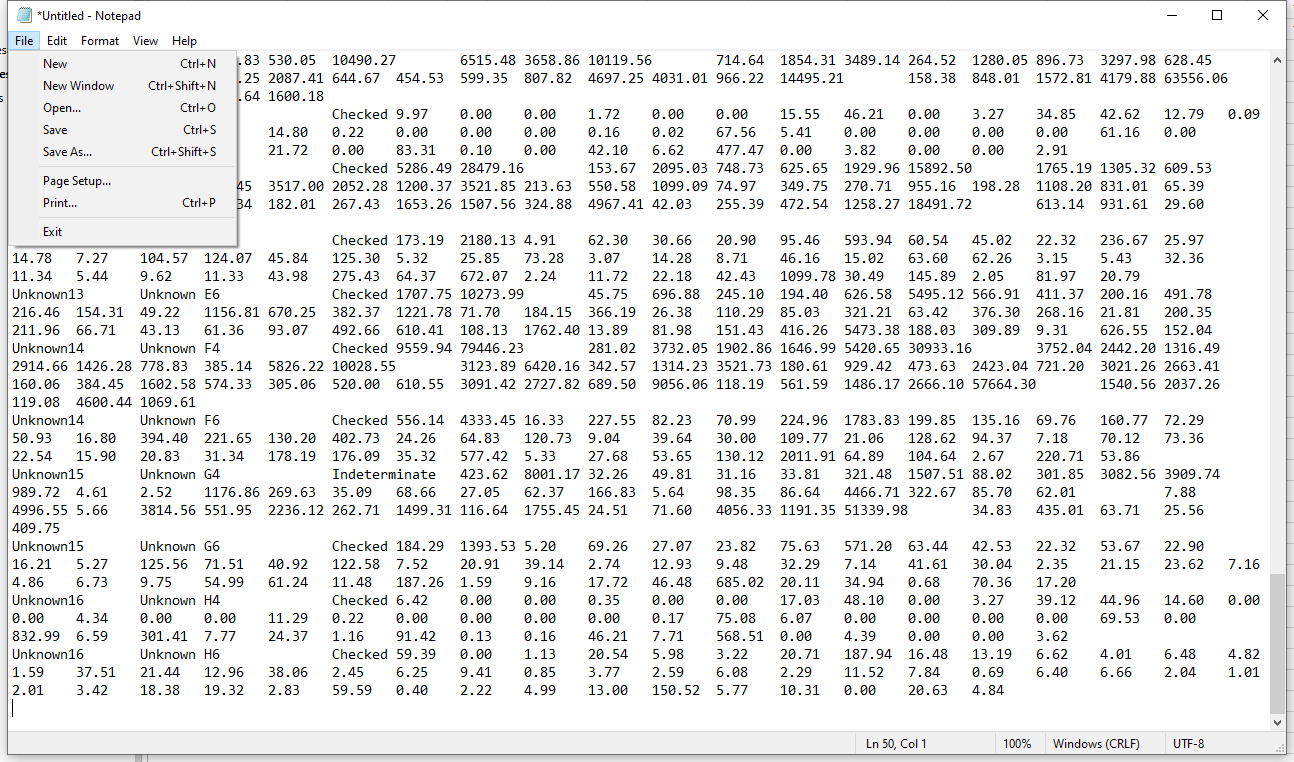 *Untitled - Notepad
File Edit Format View Help
New Ctrl+N
New Window Ctrl+Shift+N
Open... Ctrl+O
Save Ctrl+S
Save As... Ctrl+Shift+S
Page Setup...
Print... Ctrl+P
Exit
.83 530.05 10490.27 6515.48 3658.86 10119.56 714.64 1854.31 3489.14 264.52 1280.05 896.73 3297.98 628.45
.25 2087.41 644.67 454.53 599.35 807.82 4697.25 4031.01 966.22 14495.21 158.38 848.01 1572.81 4179.88 63556.06
.64 1600.18
Checked 9.97 0.00 0.00 1.72 0.00 0.00 15.55 46.21 0.00 3.27 34.85 42.62 12.79 0.09
14.80 0.22 0.00 0.00 0.00 0.16 0.02 67.56 5.41 0.00 0.00 0.00 0.00 61.16 0.00
21.72 0.00 83.31 0.10 0.00 42.10 6.62 477.47 0.00 3.82 0.00 0.00 2.91
Checked 5286.49 28479.16 153.67 2095.03 748.73 625.65 1929.96 15892.50 1765.19 1305.32 609.53
45 3517.00 2052.28 1200.37 3521.85 213.63 550.58 1099.09 74.97 349.75 270.71 955.16 198.28 1108.20 831.01 65.39
34 182.01 267.43 1653.26 1507.56 324.88 4967.41 42.03 255.39 472.54 1258.27 18491.72 613.14 931.61 29.60
Checked 173.19 2180.13 4.91 62.30 30.66 20.90 95.46 593.94 60.54 45.02 22.32 236.67 25.97
14.78 7.27 104.57 124.07 45.84 125.30 5.32 25.85 73.28 3.07 14.28 8.71 46.16 15.02 63.60 62.26 3.15 5.43 32.36
11.34 5.44 9.62 11.33 43.98 275.43 64.37 672.07 2.24 11.72 22.18 42.43 1099.78 30.49 145.89 2.05 81.97 20.79
Unknown13 Unknown E6 Checked 1707.75 10273.99 45.75 696.88 245.10 194.40 626.58 5495.12 566.91 411.37 200.16 491.78
216.46 154.31 49.22 1156.81 670.25 382.37 1221.78 71.70 184.15 366.19 26.38 110.29 85.03 321.21 63.42 376.30 268.16 21.81 200.35
211.96 66.71 43.13 61.36 93.07 492.66 610.41 108.13 1762.40 13.89 81.98 151.43 416.26 5473.38 188.03 309.89 9.31 626.55 152.04
Unknown14 Unknown F4 Checked 9559.94 79446.23 281.02 3732.05 1902.86 1646.99 5420.65 30933.16 3752.04 2442.20 1316.49
2914.66 1426.28 778.83 385.14 5826.22 10028.55 3123.89 6420.16 342.57 1314.23 3521.73 180.61 929.42 473.63 2423.04 721.20 3021.26 2663.41
160.06 384.45 1602.58 574.33 305.06 520.00 610.55 3091.42 2727.82 689.50 9056.06 118.19 561.59 1486.17 2666.10 57664.30 1540.56 2037.26
119.08 4600.44 1069.61
Unknown14 Unknown F6 Checked 556.14 4333.45 16.33 227.55 82.23 70.99 224.96 1783.83 199.85 135.16 69.76 160.77 72.29
50.93 16.80 394.40 221.65 130.20 402.73 24.26 64.83 120.73 9.04 39.64 30.00 109.77 21.06 128.62 94.37 7.18 70.12 73.36
22.54 15.90 20.83 31.34 178.19 176.09 35.32 577.42 5.33 27.68 53.65 130.12 2011.91 64.89 104.64 2.67 220.71 53.86
Unknown15 Unknown G4 Indeterminate 423.62 8001.17 32.26 49.81 31.16 33.81 321.48 1507.51 88.02 301.85 3082.56 3909.74
989.72 4.61 2.52 1176.86 269.63 35.09 68.66 27.05 62.37 166.83 5.64 98.35 86.64 4466.71 322.67 85.70 62.01 7.88
4996.55 5.66 3814.56 551.95 2236.12 262.71 1499.31 116.64 1755.45 24.51 71.60 4056.33 1191.35 51339.98 34.83 435.01 63.71 25.56
409.75
Unknown15 Unknown G6 Checked 184.29 1393.53 5.20 69.26 27.07 23.82 75.63 571.20 63.44 42.53 22.32 53.67 22.90
16.21 5.27 125.56 71.51 40.92 122.58 7.52 20.91 39.14 2.74 12.93 9.48 32.29 7.14 41.61 30.04 2.35 21.15 23.62 7.16
4.86 6.73 9.75 54.99 61.24 11.48 187.26 1.59 9.16 17.72 46.48 685.02 20.11 34.94 0.68 70.36 17.20
Unknown16 Unknown H4 Checked 6.42 0.00 0.00 0.35 0.00 0.00 17.03 48.10 0.00 3.27 39.12 44.96 14.60 0.00
0.00 4.34 0.00 0.00 11.29 0.22 0.00 0.00 0.00 0.00 0.17 75.08 6.07 0.00 0.00 0.00 0.00 69.53 0.00
832.99 6.59 301.41 7.77 24.37 1.16 91.42 0.13 0.16 46.21 7.71 568.51 0.00 4.39 0.00 0.00 3.62
Unknown16 Unknown H6 Checked 59.39 0.00 1.13 20.54 5.98 3.22 20.71 187.94 16.48 13.19 6.62 4.01 6.48 4.82
1.59 37.51 21.44 12.96 38.06 2.45 6.25 9.41 0.85 3.77 2.59 6.08 2.29 11.52 7.84 0.69 6.40 6.66 2.04 1.01
2.01 3.42 18.38 19.32 2.83 59.59 0.40 2.22 4.99 13.00 150.52 5.77 10.31 0.00 20.63 4.84
Ln 50, Col 1 100% Windows (CRLF) UTF-8